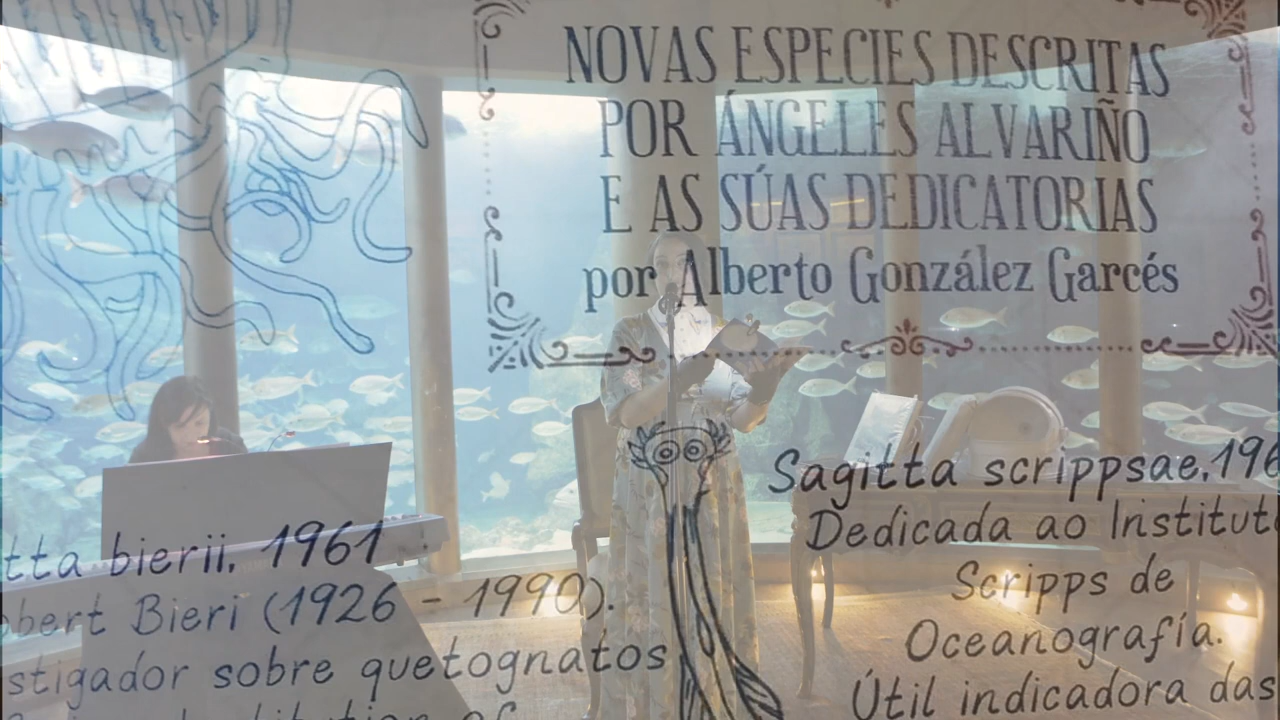 NOVAS ESPECIES DESCRITAS
POR ÁNGELES ALVARIÑO
E AS SÚAS DEDICATORIAS
por Alberto González Garcés
Sagitta scrippsae, 196
Dedicada ao Institut
Scripps de
Oceanografía.
Útil indicadora das
tta bierii, 1961
obert Bieri (1926 - 1990).
stigador sobre quetognatos